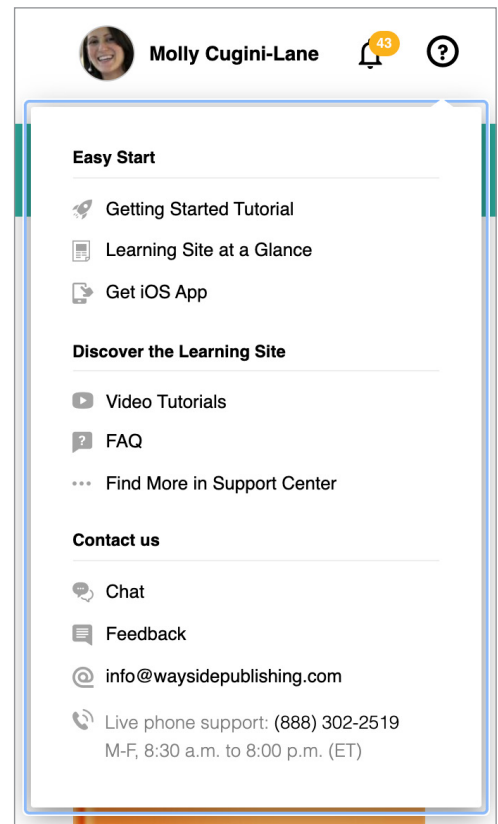 Molly Cugini-Lane
43
?
Easy Start
Getting Started Tutorial
Learning Site at a Glance
Get iOS App
Discover the Learning Site
Video Tutorials
? FAQ
Find More in Support Center
Contact us
Chat
Feedback
@ info@waysidepublishing.com
Live phone support: (888) 302-2519
M-F, 8:30 a.m. to 8:00 p.m. (ET)